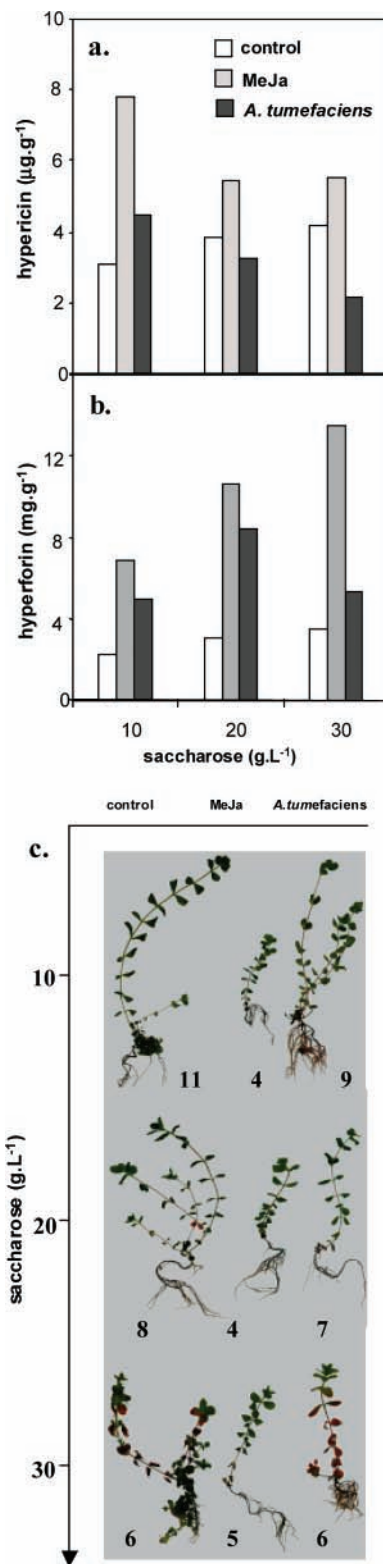 a.
control
MeJa
A. tumefaciens
10
8
6
4
2
0
hypericin (µg.g-1)
b.
12
8
4
0
hyperforin (mg.g-1)
10 20 30
saccharose (g.L-1)
control MeJa A.tumefaciens
c.
10
11 4 9
20
8 4 7
30
6 5 6
saccarose (g.L-1)